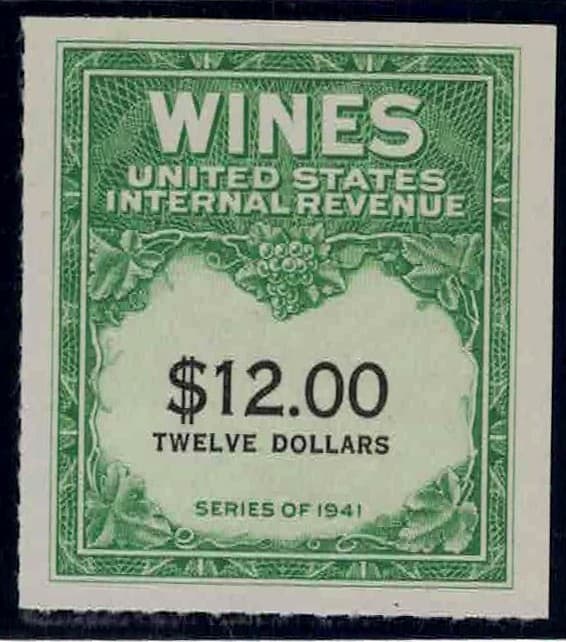 WINES
UNITED STATES
INTERNAL REVENUE
$12.00
TWELVE DOLLARS
SERIES OF 1941